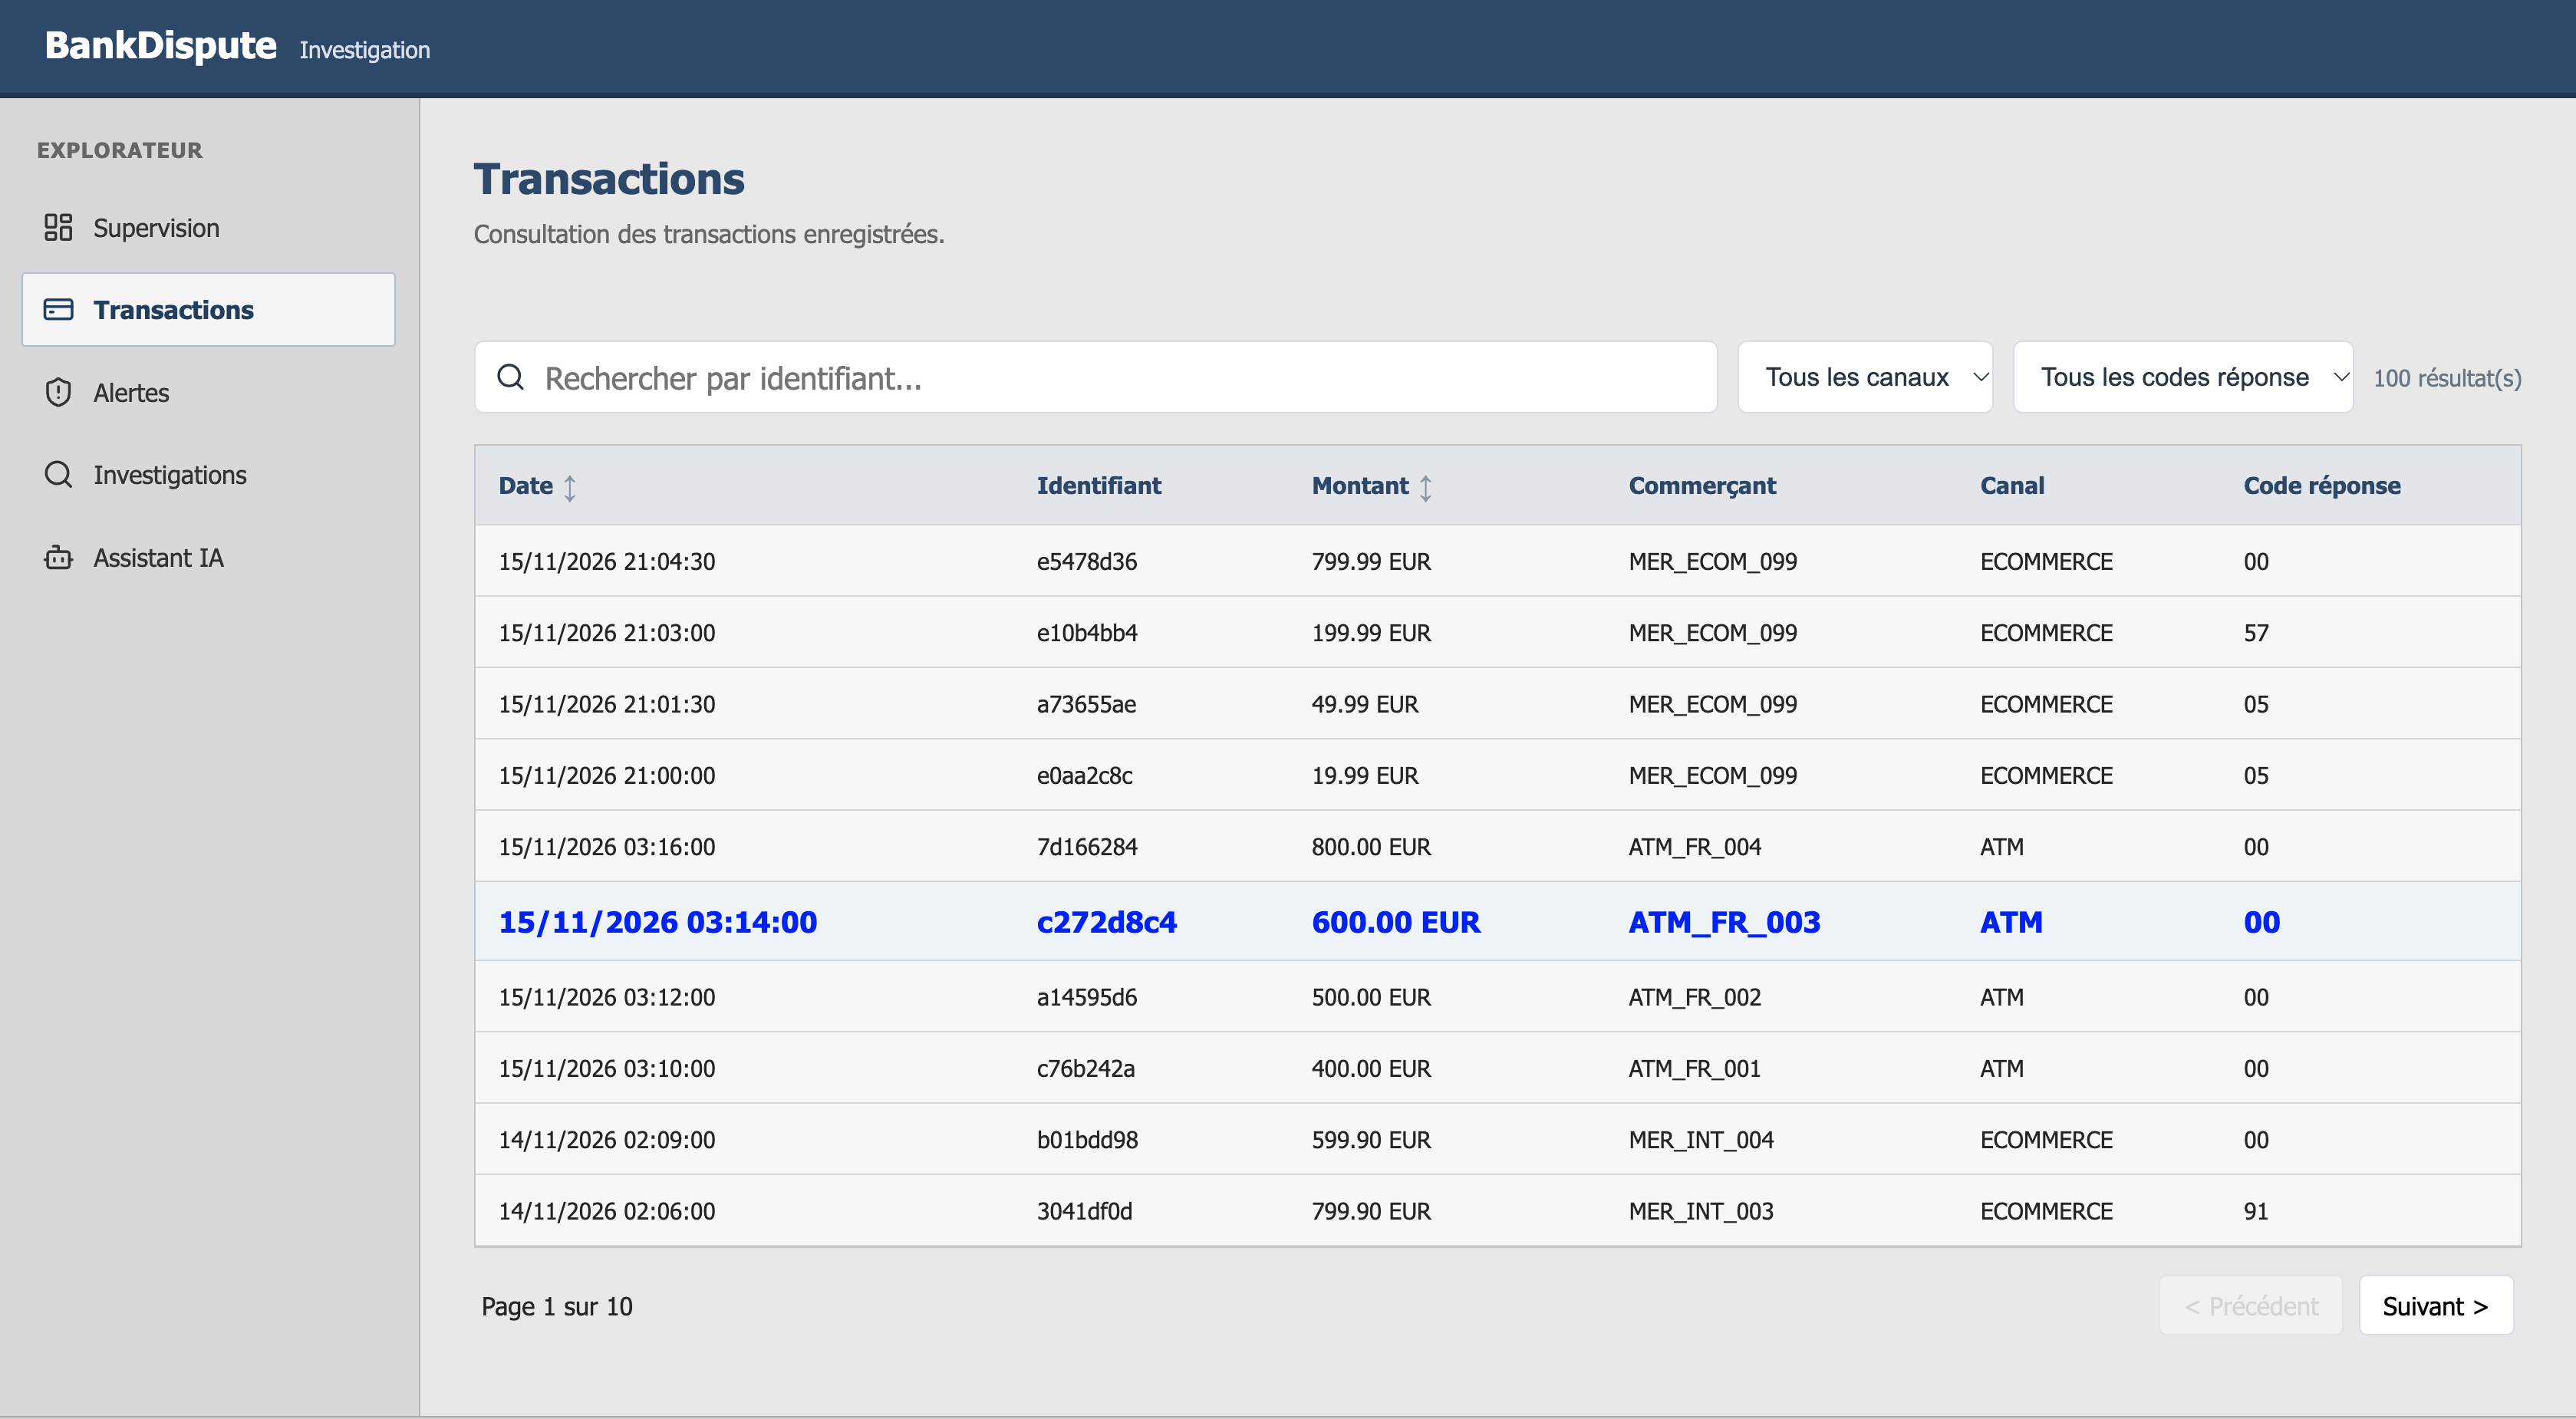 BankDispute Investigation
EXPLORATEUR
Supervision
Transactions
Alertes
Investigations
Assistant IA
Transactions
Consultation des transactions enregistrées.
Rechercher par identifiant... Tous les canaux Tous les codes réponse 100 résultat(s)
Date Identifiant Montant Commerçant Canal Code réponse
15/11/2026 21:04:30 e5478d36 799.99 EUR MER_ECOM_099 ECOMMERCE 00
15/11/2026 21:03:00 e10b4bb4 199.99 EUR MER_ECOM_099 ECOMMERCE 57
15/11/2026 21:01:30 a73655ae 49.99 EUR MER_ECOM_099 ECOMMERCE 05
15/11/2026 21:00:00 e0aa2c8c 19.99 EUR MER_ECOM_099 ECOMMERCE 05
15/11/2026 03:16:00 7d166284 800.00 EUR ATM_FR_004 ATM 00
15/11/2026 03:14:00 c272d8c4 600.00 EUR ATM_FR_003 ATM 00
15/11/2026 03:12:00 a14595d6 500.00 EUR ATM_FR_002 ATM 00
15/11/2026 03:10:00 c76b242a 400.00 EUR ATM_FR_001 ATM 00
14/11/2026 02:09:00 b01bdd98 599.90 EUR MER_INT_004 ECOMMERCE 00
14/11/2026 02:06:00 3041df0d 799.90 EUR MER_INT_003 ECOMMERCE 91
Page 1 sur 10 < Précédent Suivant >